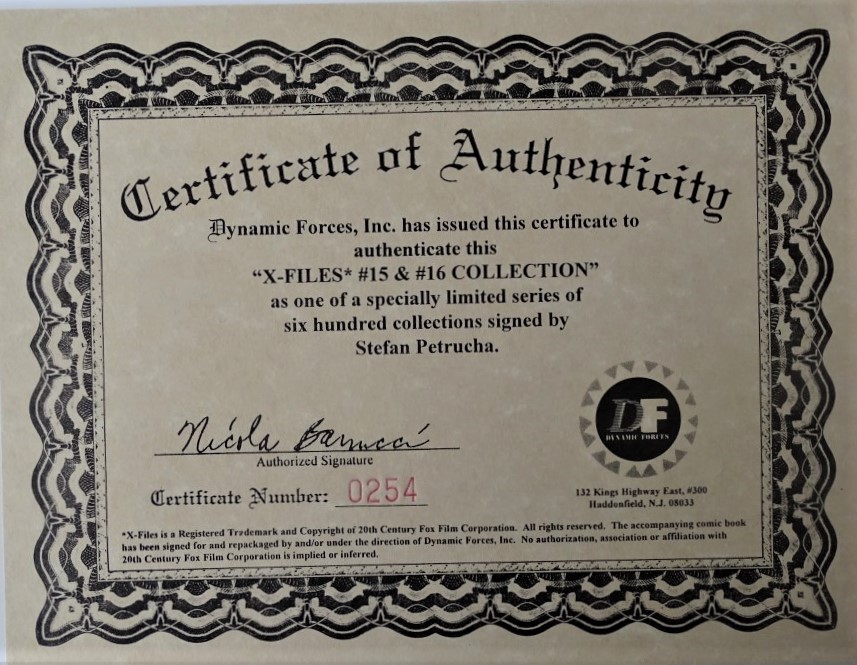 Certificate of Authenticity
Dynamic Forces, Inc. has issued this certificate to
authenticate this
“X-FILES* #15 & #16 COLLECTION”
as one of a specially limited series of
six hundred collections signed by
Stefan Petrucha.
Nicola Barrucci
Authorized Signature
Certificate Number: 0254
DF
DYNAMIC FORCES
132 Kings Highway East, #300
Haddonfield, N.J. 08033
*X-Files is a Registered Trademark and Copyright of 20th Century Fox Film Corporation. All rights reserved. The accompanying comic book
has been signed for and repackaged by and/or under the direction of Dynamic Forces, Inc. No authorization, association or affiliation with
20th Century Fox Film Corporation is implied or inferred.